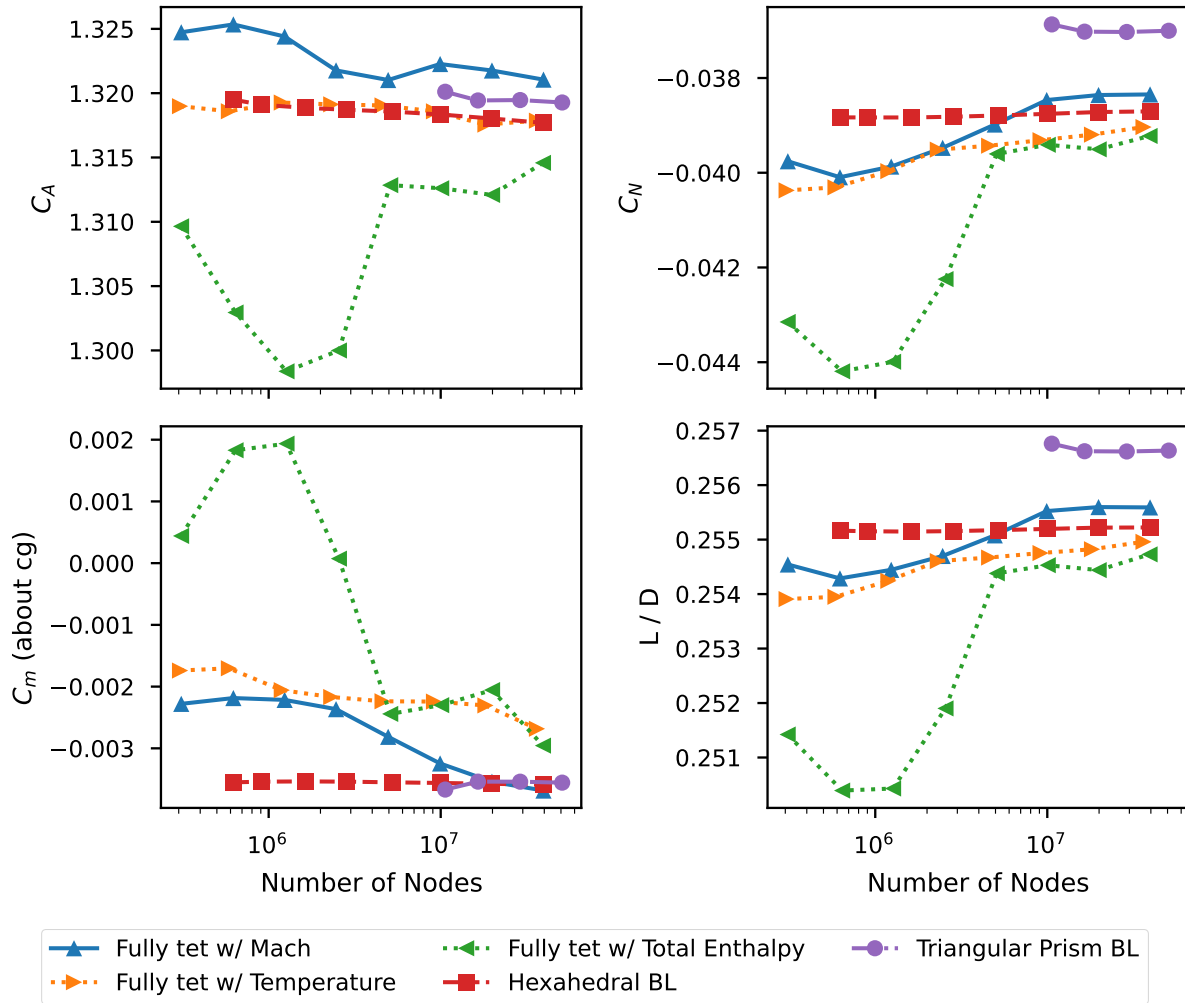 1.325
1.320
1.315
1.310
1.305
1.300
C_A
−0.038
−0.040
−0.042
−0.044
C_N
0.002
0.001
0.000
−0.001
−0.002
−0.003
C_m (about cg)
10^6
10^7
Number of Nodes
0.257
0.256
0.255
0.254
0.253
0.252
0.251
L / D
10^6
10^7
Number of Nodes
Fully tet w/ Mach
Fully tet w/ Temperature
Fully tet w/ Total Enthalpy
Hexahedral BL
Triangular Prism BL